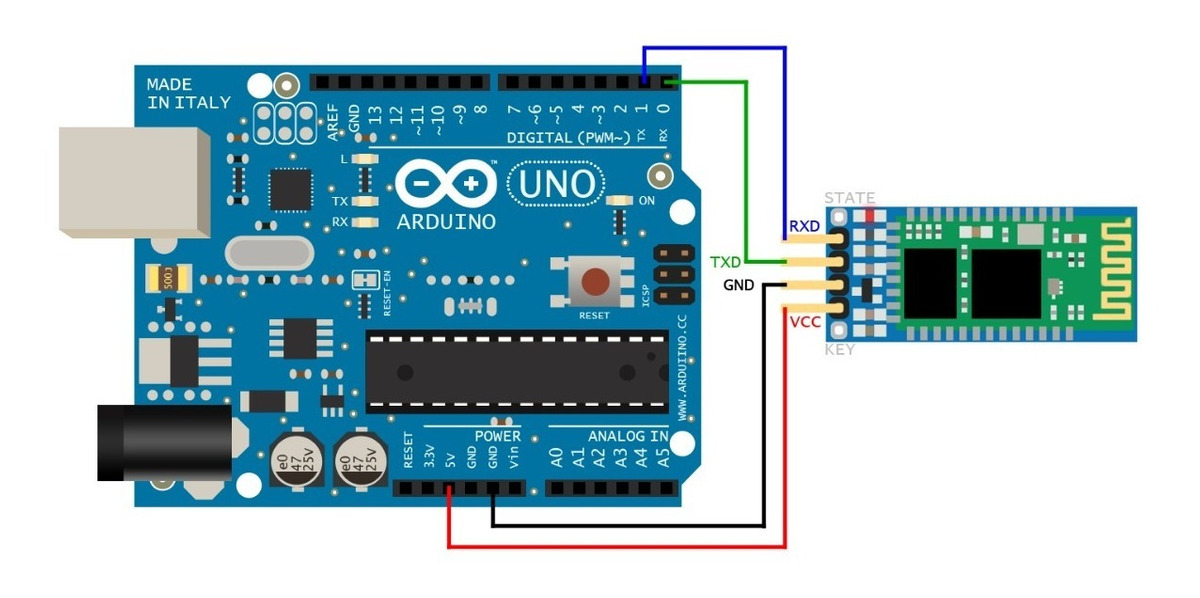 MADE
IN ITALY
AREF
GND
13
12
~11
~10
~9
8
7
~6
~5
4
~3
2
1
0
DIGITAL (PWM~)
TX
RX
L
TX
RX
™
UNO
ARDUINO
ON
500J
RESET-EN
RESET
ICSP
WWW.ARDUIINO.CC
POWER
ANALOG IN
RESET
3.3V
5V
GND
GND
Vin
A0
A1
A2
A3
A4
A5
e0
47
25V
e0
47
25V
STATE
RXD
TXD
GND
VCC
KEY